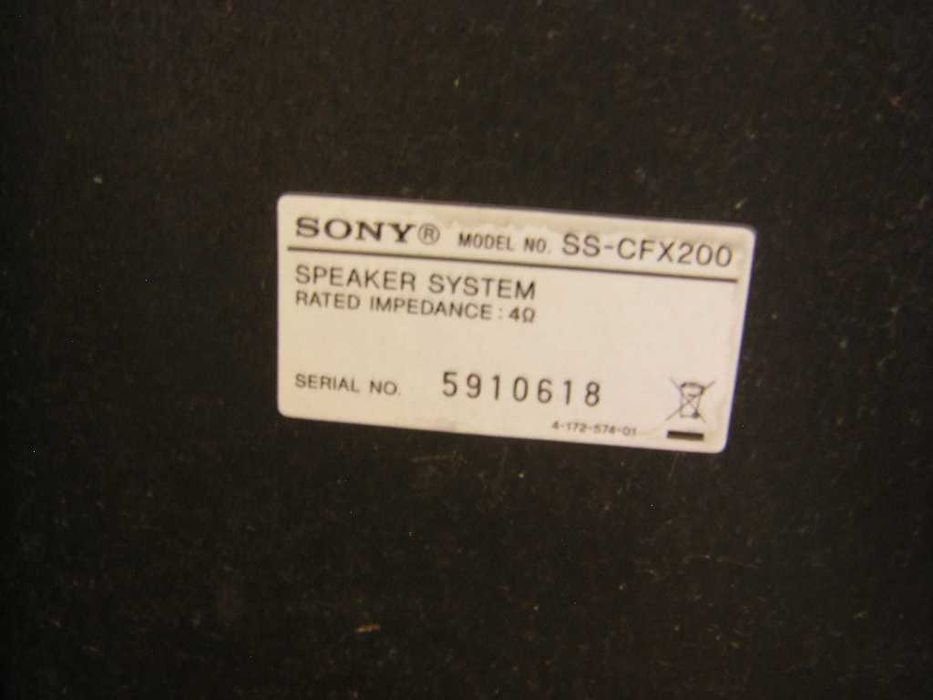 SONY® MODEL NO. SS-CFX200
SPEAKER SYSTEM
RATED IMPEDANCE : 4Ω
SERIAL NO. 5910618
4-172-574-01